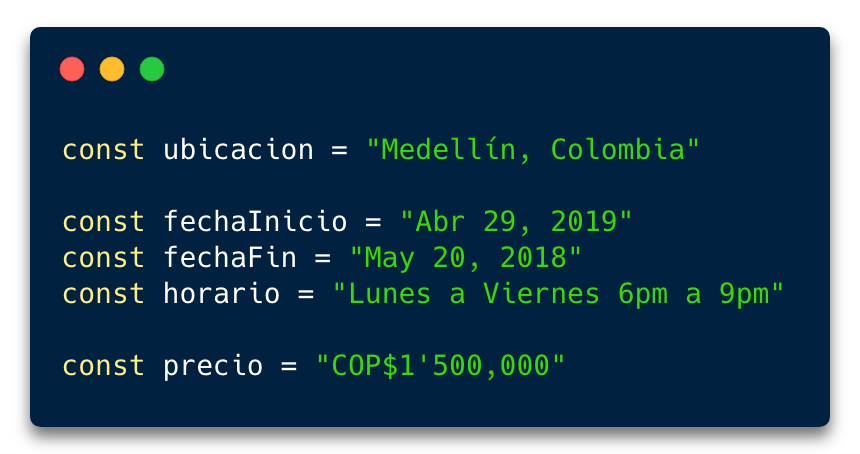 const ubicacion = "Medellín, Colombia"
const fechaInicio = "Abr 29, 2019"
const fechaFin = "May 20, 2018"
const horario = "Lunes a Viernes 6pm a 9pm"
const precio = "COP$1'500,000"